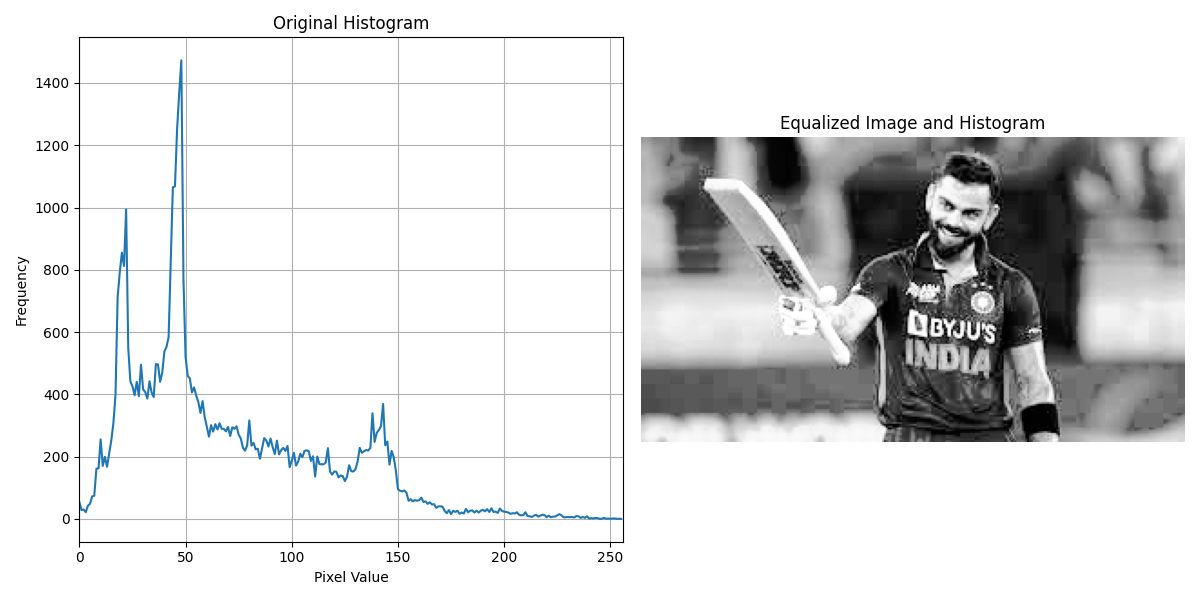 Original Histogram
Frequency
1400
1200
1000
800
600
400
200
0
0 50 100 150 200 250
Pixel Value
Equalized Image and Histogram
BYJU'S
INDIA